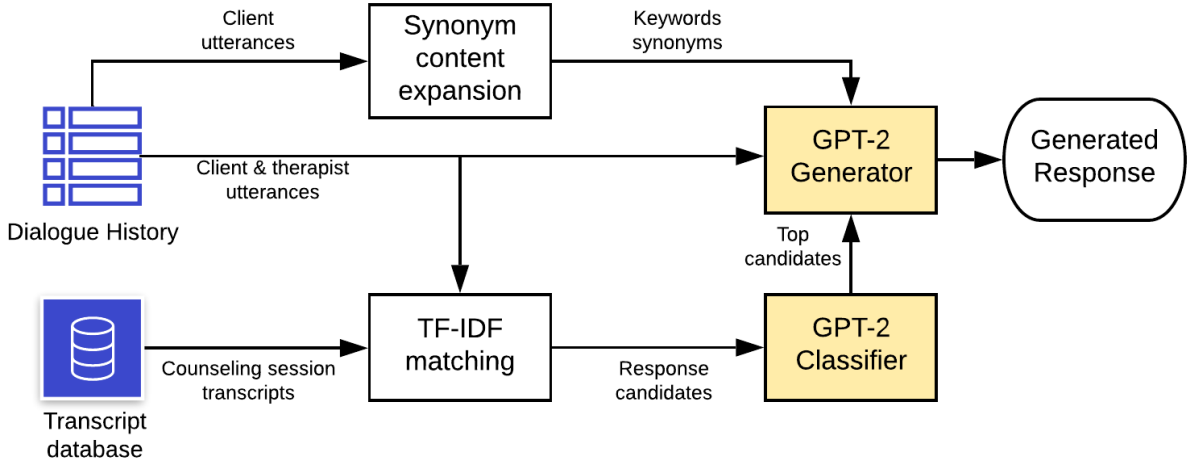 Client
utterances
Synonym
content
expansion
Keywords
synonyms
GPT-2
Generator
Generated
Response
Client & therapist
utterances
Dialogue History
Top
candidates
TF-IDF
matching
GPT-2
Classifier
Counseling session
transcripts
Response
candidates
Transcript
database